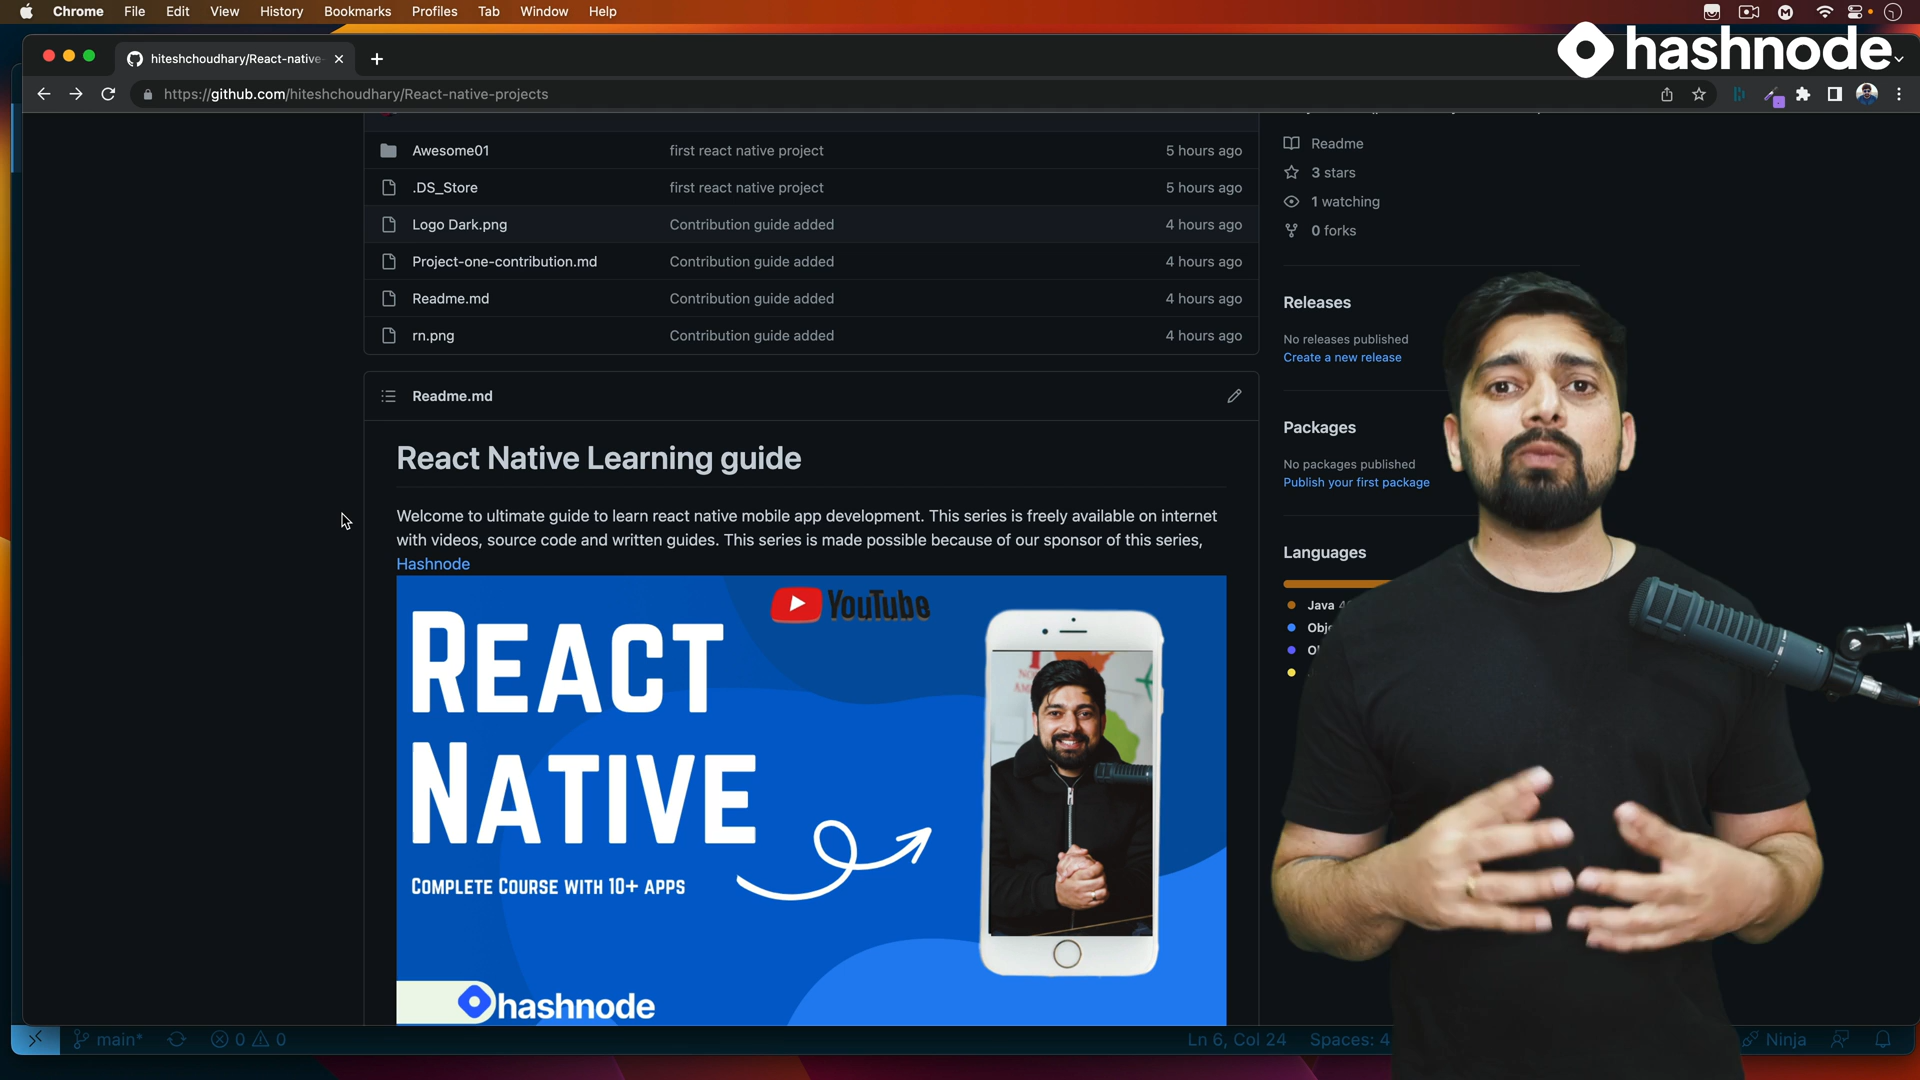 Chrome File Edit View History Bookmarks Profiles Tab Window Help
hashnode
hiteshchoudhary/React-native-
https://github.com/hiteshchoudhary/React-native-projects
Awesome01 first react native project 5 hours ago
.DS_Store first react native project 5 hours ago
Logo Dark.png Contribution guide added 4 hours ago
Project-one-contribution.md Contribution guide added 4 hours ago
Readme.md Contribution guide added 4 hours ago
rn.png Contribution guide added 4 hours ago
Readme.md
React Native Learning guide
Welcome to ultimate guide to learn react native mobile app development. This series is freely available on internet
with videos, source code and written guides. This series is made possible because of our sponsor of this series,
Hashnode
YouTube
REACT
NATIVE
COMPLETE COURSE WITH 10+ APPS
hashnode
Readme
3 stars
1 watching
0 forks
Releases
No releases published
Create a new release
Packages
No packages published
Publish your first package
Languages
Java
main* 0 0 Ln 6, Col 24 Spaces: 4 Ninja